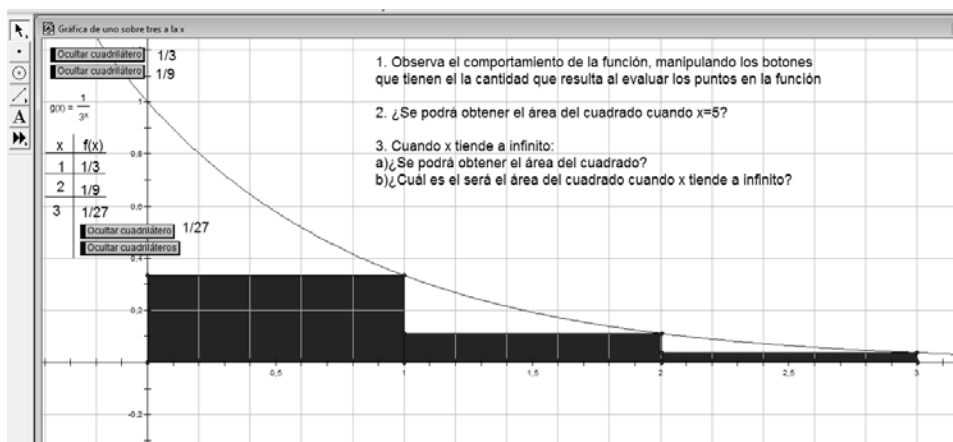 Gráfica de uno sobre tres a la x
Ocultar cuadrilátero 1/3
Ocultar cuadrilátero 1/9
g(x) = 1/3^x
x f(x)
1 1/3
2 1/9
3 1/27
Ocultar cuadrilátero 1/27
Ocultar cuadriláteros
1. Observa el comportamiento de la función, manipulando los botones
que tienen el la cantidad que resulta al evaluar los puntos en la función
2. ¿Se podrá obtener el área del cuadrado cuando x=5?
3. Cuando x tiende a infinito:
a)¿Se podrá obtener el área del cuadrado?
b)¿Cuál es el será el área del cuadrado cuando x tiende a infinito?
A
1
0.8
0.6
0.4
0.2
-0.2
0,5 1 1,5 2 2,5 3